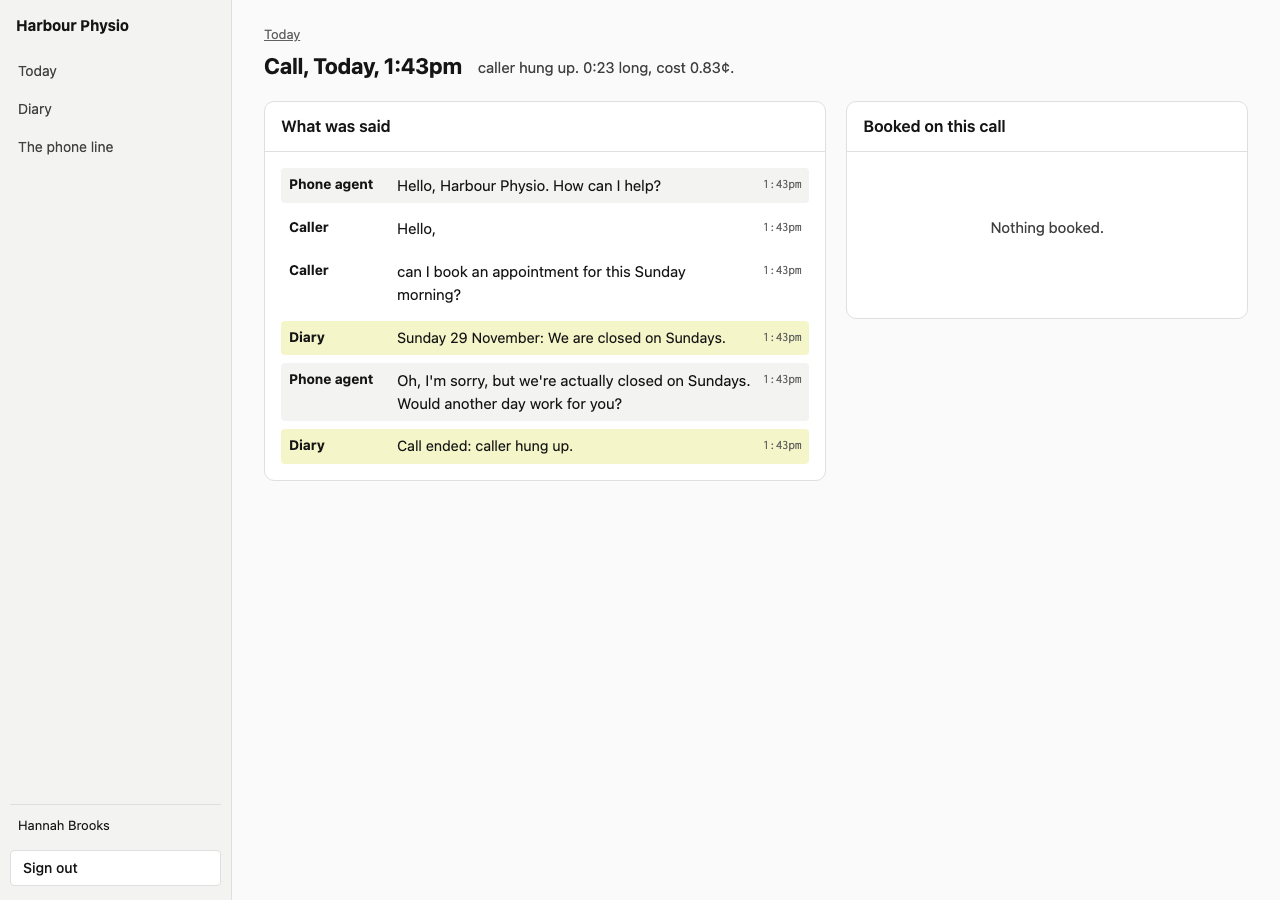 Harbour Physio
Today
Diary
The phone line
Hannah Brooks
Sign out
Today
Call, Today, 1:43pm caller hung up. 0:23 long, cost 0.83¢.
What was said
Phone agent Hello, Harbour Physio. How can I help? 1:43pm
Caller Hello, 1:43pm
Caller can I book an appointment for this Sunday 1:43pm
morning?
Diary Sunday 29 November: We are closed on Sundays. 1:43pm
Phone agent Oh, I'm sorry, but we're actually closed on Sundays. 1:43pm
Would another day work for you?
Diary Call ended: caller hung up. 1:43pm
Booked on this call
Nothing booked.